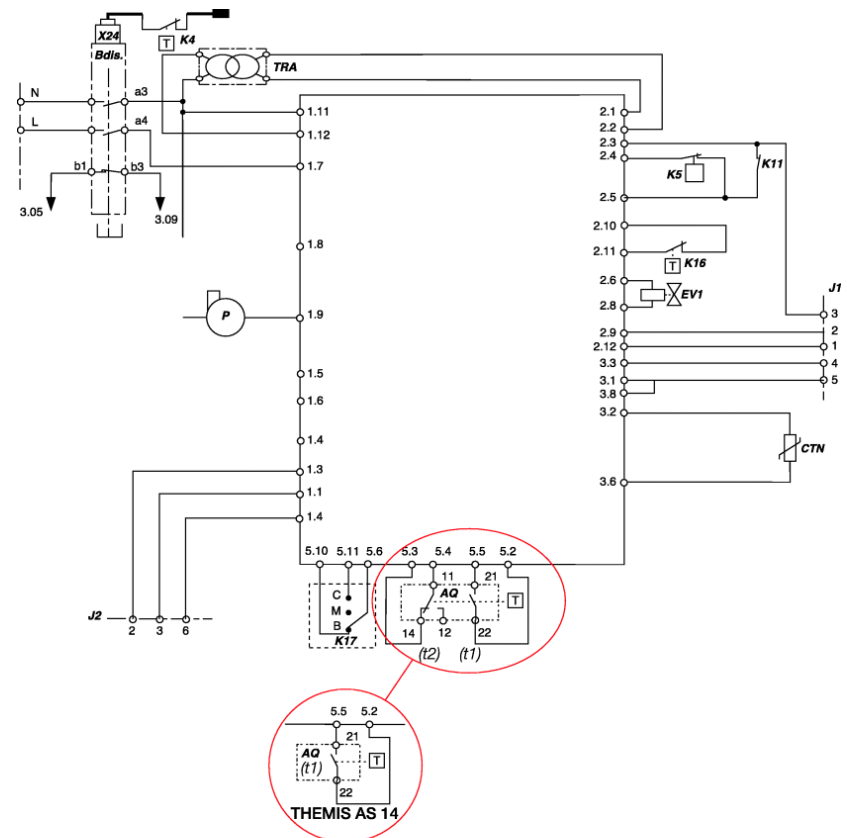 X24
K4
T
Bdis.
TRA
N
a3
L
a4
b1
b3
3.05
3.09
1.11
1.12
1.7
1.8
P
1.9
1.5
1.6
1.4
1.3
1.1
1.4
2.1
2.2
2.3
2.4
K5
K11
2.5
2.10
2.11
T
K16
2.6
EV1
2.8
J1
3
2.9
2
2.12
1
3.3
4
3.1
5
3.8
3.2
CTN
3.6
5.10
5.11
5.6
5.3
5.4
5.5
5.2
11
21
C
M
B
K17
AQ
T
14
12
22
(t2)
(t1)
J2
2
3
6
5.5
5.2
21
AQ
(t1)
T
22
THEMIS AS 14